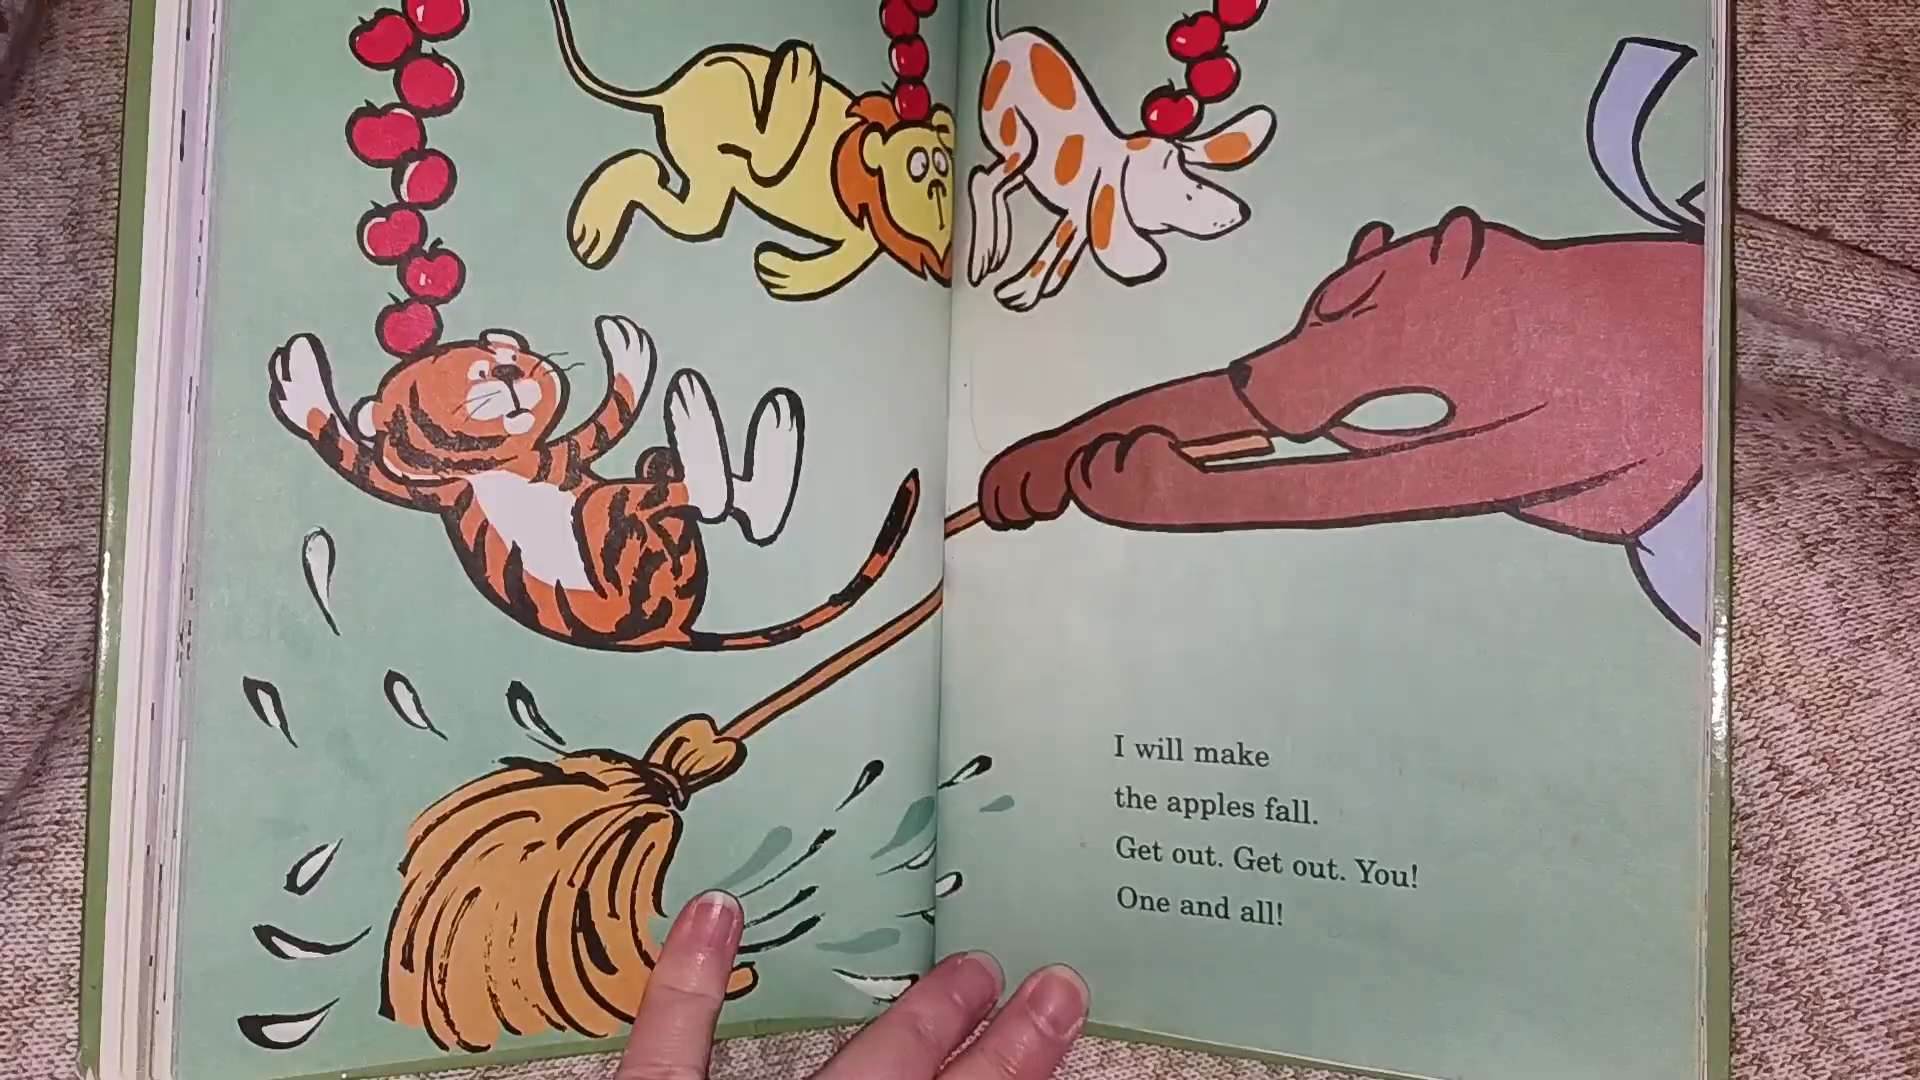 I will make
the apples fall.
Get out. Get out. You!
One and all!